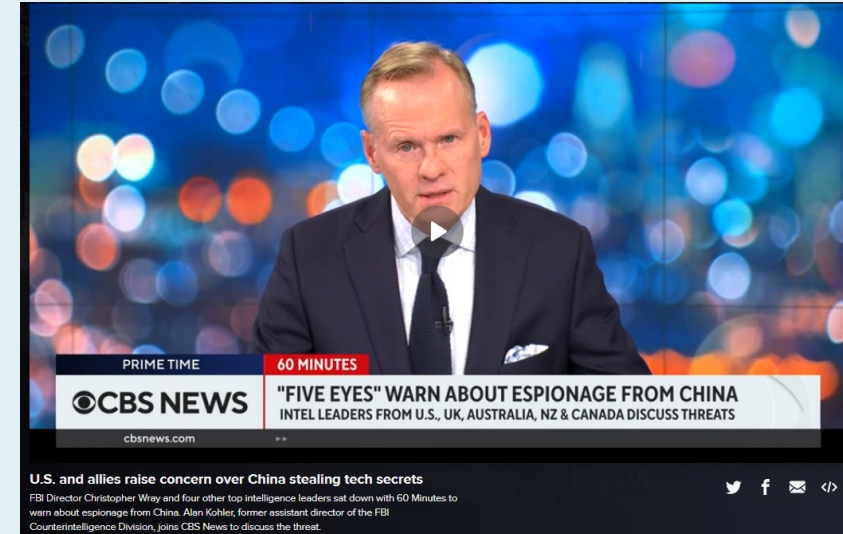 PRIME TIME
60 MINUTES
CBS NEWS
"FIVE EYES" WARN ABOUT ESPIONAGE FROM CHINA
INTEL LEADERS FROM U.S., UK, AUSTRALIA, NZ & CANADA DISCUSS THREATS
cbsnews.com
U.S. and allies raise concern over China stealing tech secrets
FBI Director Christopher Wray and four other top intelligence leaders sat down with 60 Minutes to
warn about espionage from China. Alan Kohler, former assistant director of the FBI
Counterintelligence Division, joins CBS News to discuss the threat.